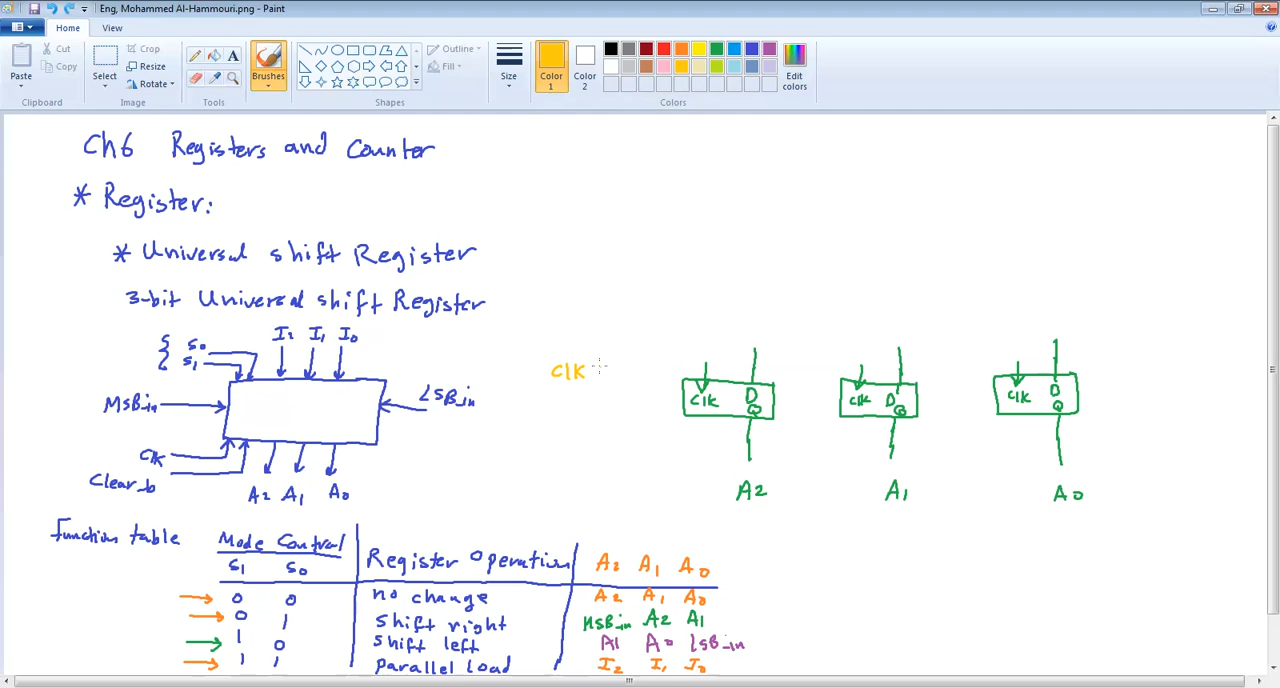 Eng, Mohammed Al-Hammouri.png - Paint
Home View
Paste Cut Copy Clipboard
Select Crop Resize Rotate Image
Tools
Brushes
Shapes Outline Fill
Size
Color 1 Color 2
Edit colors
Colors
Ch6 Registers and Counter
* Register:
* Universal shift Register
3-bit Universal shift Register
S0 S1 I2 I1 I0
MSB_in LSB_in
Clk
Clear_b
A2 A1 A0
Clk
Clk D Q Clk D Q Clk D Q
A2 A1 A0
function table
Mode Control Register Operation A2 A1 A0
S1 S0
0 0 no change A2 A1 A0
0 1 shift right MSB_in A2 A1
1 0 shift left A1 A0 LSB_in
1 1 parallel load I2 I1 I0